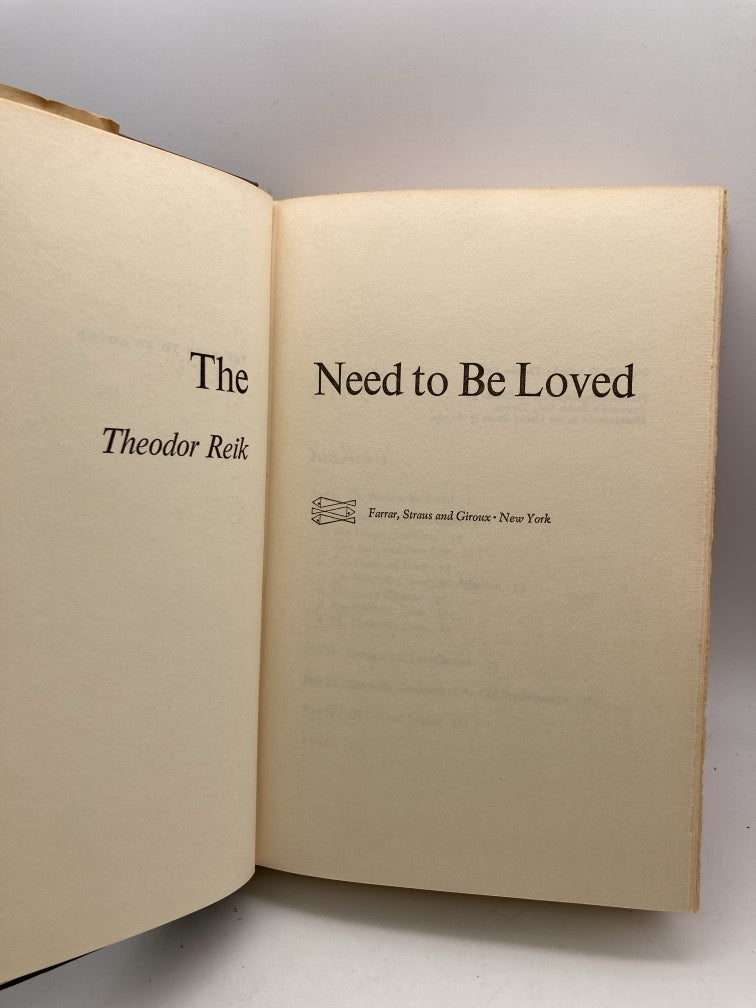 The Need to Be Loved
Theodor Reik
Farrar, Straus and Giroux • New York